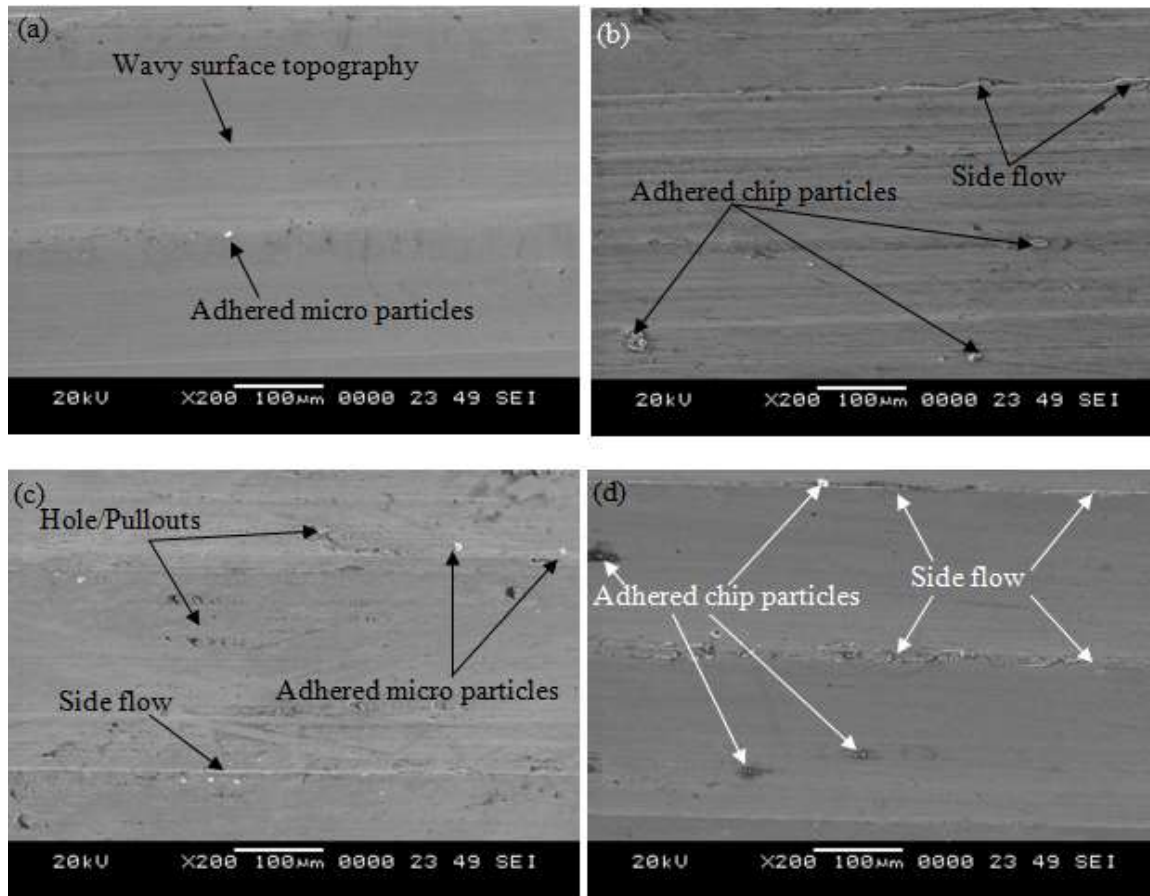 (a)
Wavy surface topography
Adhered micro particles
20kV X200 100μm 0000 23 49 SEI
(b)
Side flow
Adhered chip particles
20kV X200 100μm 0000 23 49 SEI
(c)
Hole/Pullouts
Adhered micro particles
Side flow
20kV X200 100μm 0000 23 49 SEI
(d)
Side flow
Adhered chip particles
20kV X200 100μm 0000 23 49 SEI